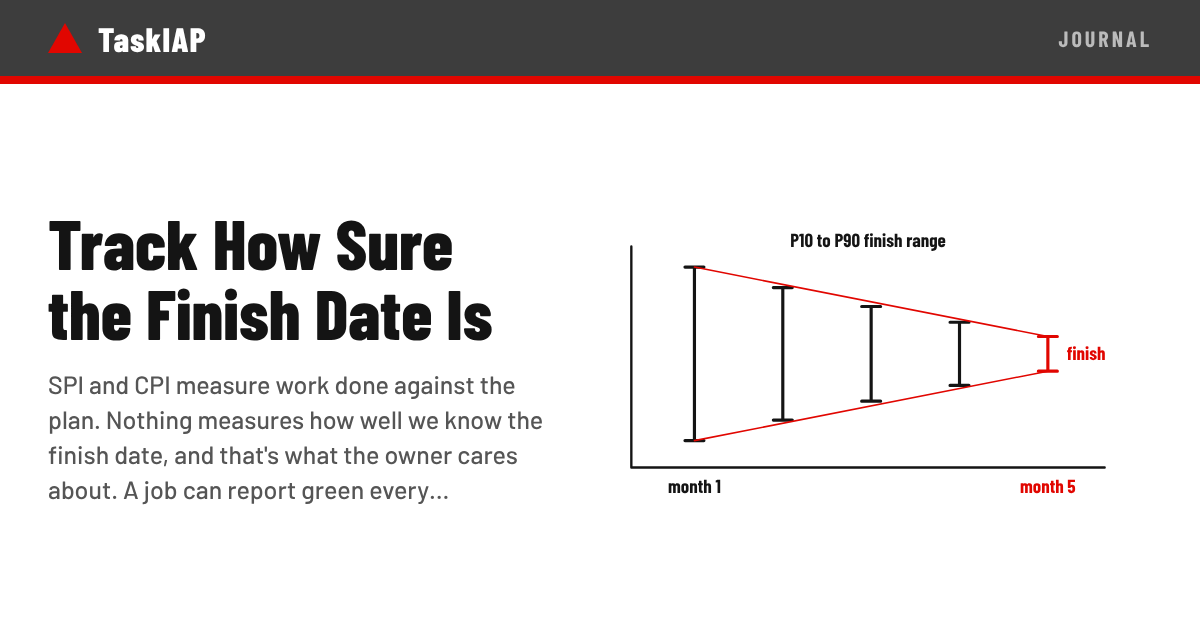 TaskIAP
JOURNAL
Track How Sure
the Finish Date Is
SPI and CPI measure work done against the
plan. Nothing measures how well we know the
finish date, and that's what the owner cares
about. A job can report green every...
P10 to P90 finish range
finish
month 1
month 5